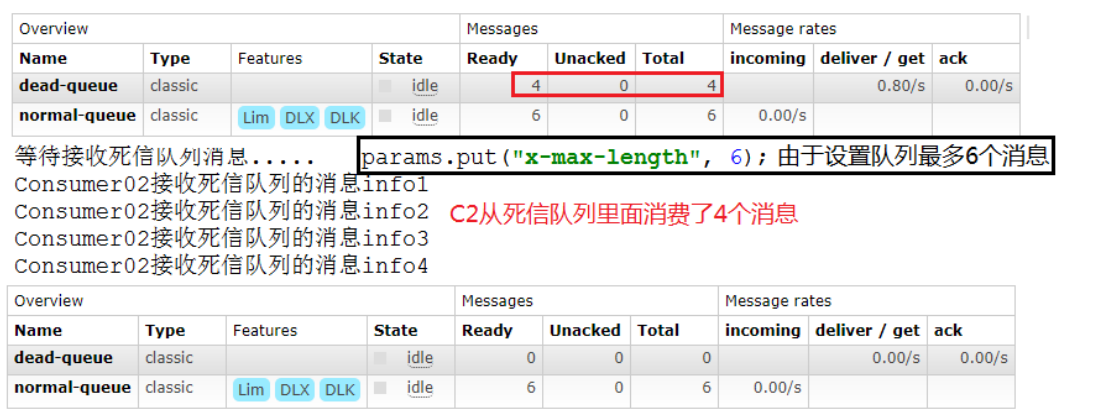 Overview Messages Message rates
Name Type Features State Ready Unacked Total incoming deliver / get ack
dead-queue classic idle 4 0 4 0.80/s 0.00/s
normal-queue classic Lim DLX DLK idle 6 0 6 0.00/s
等待接收死信队列消息..... params.put("x-max-length", 6); 由于设置队列最多6个消息
Consumer02接收死信队列的消息info1
Consumer02接收死信队列的消息info2 C2从死信队列里面消费了4个消息
Consumer02接收死信队列的消息info3
Consumer02接收死信队列的消息info4
Overview Messages Message rates
Name Type Features State Ready Unacked Total incoming deliver / get ack
dead-queue classic idle 0 0 0 0.00/s 0.00/s
normal-queue classic Lim DLX DLK idle 6 0 6 0.00/s